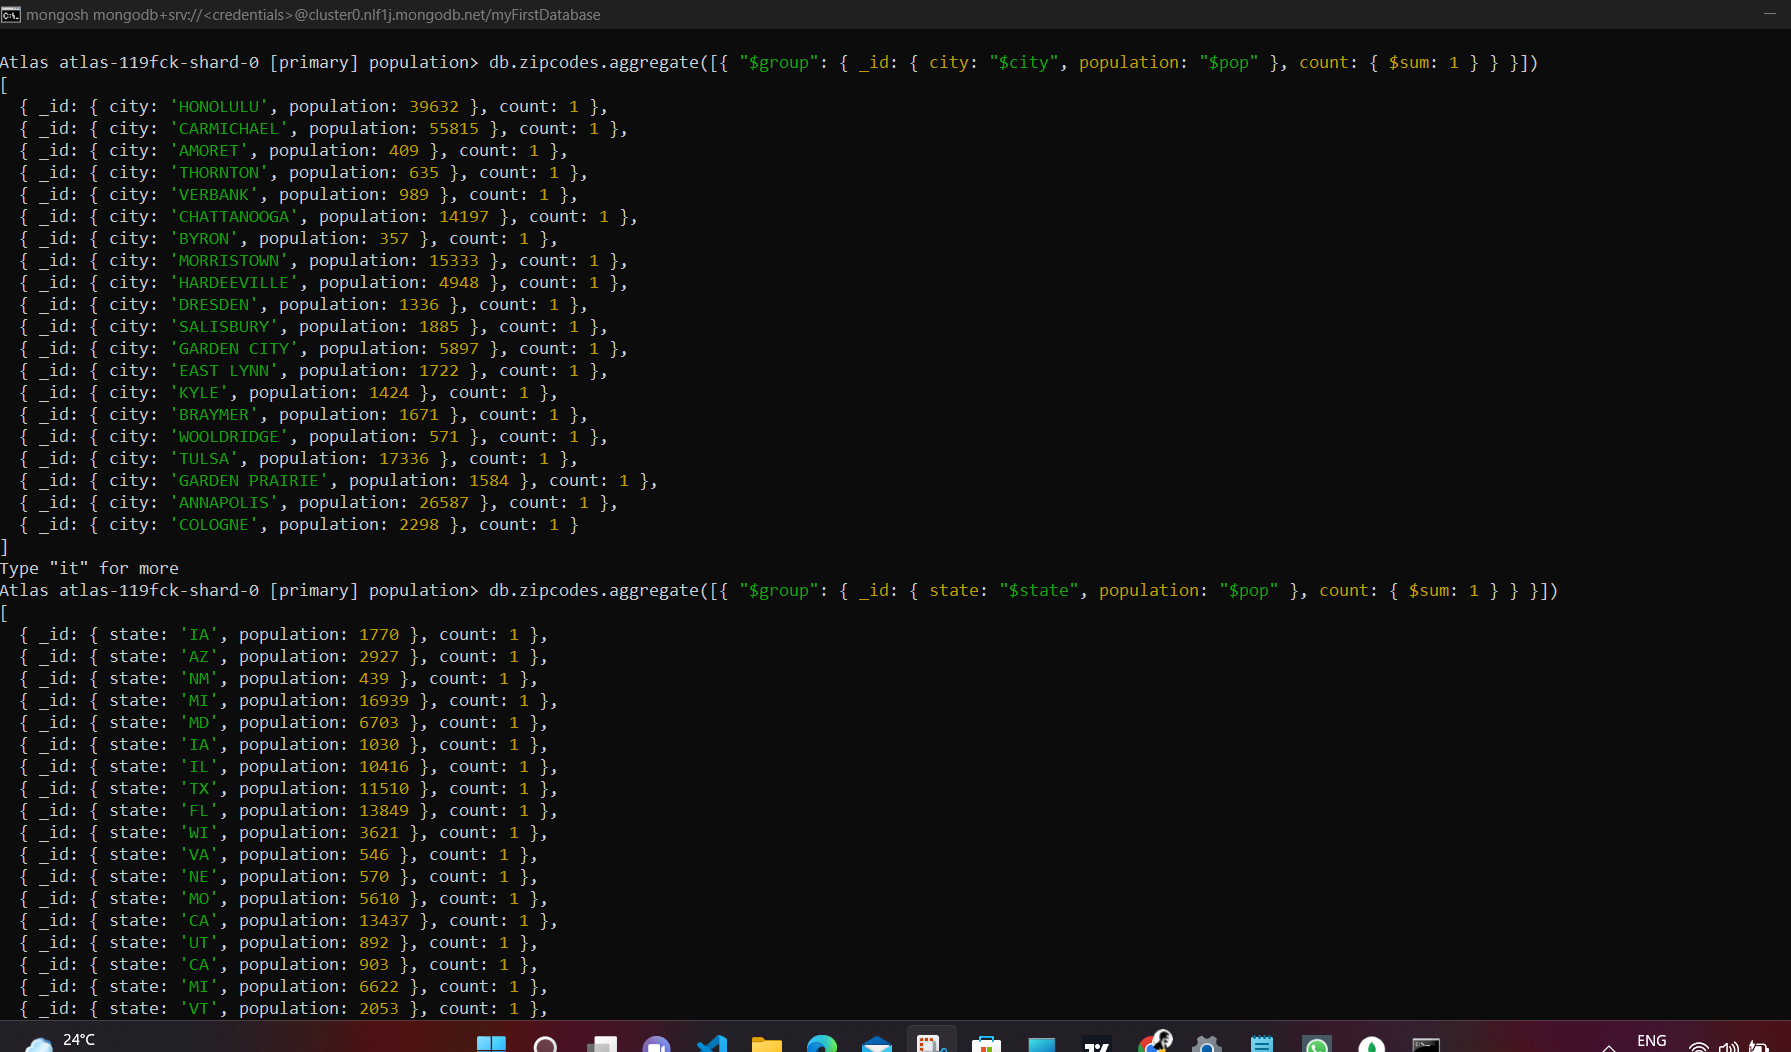 mongosh mongodb+srv://<credentials>@cluster0.nlf1j.mongodb.net/myFirstDatabase
Atlas atlas-119fck-shard-0 [primary] population> db.zipcodes.aggregate([{ "$group": { _id: { city: "$city", population: "$pop" }, count: { $sum: 1 } } }])
[
  { _id: { city: 'HONOLULU', population: 39632 }, count: 1 },
  { _id: { city: 'CARMICHAEL', population: 55815 }, count: 1 },
  { _id: { city: 'AMORET', population: 409 }, count: 1 },
  { _id: { city: 'THORNTON', population: 635 }, count: 1 },
  { _id: { city: 'VERBANK', population: 989 }, count: 1 },
  { _id: { city: 'CHATTANOOGA', population: 14197 }, count: 1 },
  { _id: { city: 'BYRON', population: 357 }, count: 1 },
  { _id: { city: 'MORRISTOWN', population: 15333 }, count: 1 },
  { _id: { city: 'HARDEEVILLE', population: 4948 }, count: 1 },
  { _id: { city: 'DRESDEN', population: 1336 }, count: 1 },
  { _id: { city: 'SALISBURY', population: 1885 }, count: 1 },
  { _id: { city: 'GARDEN CITY', population: 5897 }, count: 1 },
  { _id: { city: 'EAST LYNN', population: 1722 }, count: 1 },
  { _id: { city: 'KYLE', population: 1424 }, count: 1 },
  { _id: { city: 'BRAYMER', population: 1671 }, count: 1 },
  { _id: { city: 'WOOLDRIDGE', population: 571 }, count: 1 },
  { _id: { city: 'TULSA', population: 17336 }, count: 1 },
  { _id: { city: 'GARDEN PRAIRIE', population: 1584 }, count: 1 },
  { _id: { city: 'ANNAPOLIS', population: 26587 }, count: 1 },
  { _id: { city: 'COLOGNE', population: 2298 }, count: 1 }
]
Type "it" for more
Atlas atlas-119fck-shard-0 [primary] population> db.zipcodes.aggregate([{ "$group": { _id: { state: "$state", population: "$pop" }, count: { $sum: 1 } } }])
[
  { _id: { state: 'IA', population: 1770 }, count: 1 },
  { _id: { state: 'AZ', population: 2927 }, count: 1 },
  { _id: { state: 'NM', population: 439 }, count: 1 },
  { _id: { state: 'MI', population: 16939 }, count: 1 },
  { _id: { state: 'MD', population: 6703 }, count: 1 },
  { _id: { state: 'IA', population: 1030 }, count: 1 },
  { _id: { state: 'IL', population: 10416 }, count: 1 },
  { _id: { state: 'TX', population: 11510 }, count: 1 },
  { _id: { state: 'FL', population: 13849 }, count: 1 },
  { _id: { state: 'WI', population: 3621 }, count: 1 },
  { _id: { state: 'VA', population: 546 }, count: 1 },
  { _id: { state: 'NE', population: 570 }, count: 1 },
  { _id: { state: 'MO', population: 5610 }, count: 1 },
  { _id: { state: 'CA', population: 13437 }, count: 1 },
  { _id: { state: 'UT', population: 892 }, count: 1 },
  { _id: { state: 'CA', population: 903 }, count: 1 },
  { _id: { state: 'MI', population: 6622 }, count: 1 },
  { _id: { state: 'VT', population: 2053 }, count: 1 },
24°C
ENG